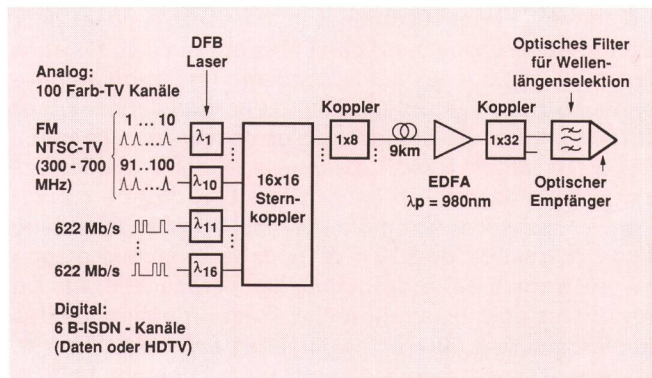 DFB
Laser
Optisches Filter
für Wellen-
längenselektion
Analog:
100 Farb-TV Kanäle
FM
NTSC-TV
(300 - 700
MHz)
1 ... 10
91..100
λ1
λ10
622 Mb/s
λ11
622 Mb/s
λ16
16x16
Stern-
koppler
Koppler
1x8
9km
EDFA
λp = 980nm
Koppler
1x32
Optischer
Empfänger
Digital:
6 B-ISDN - Kanäle
(Daten oder HDTV)